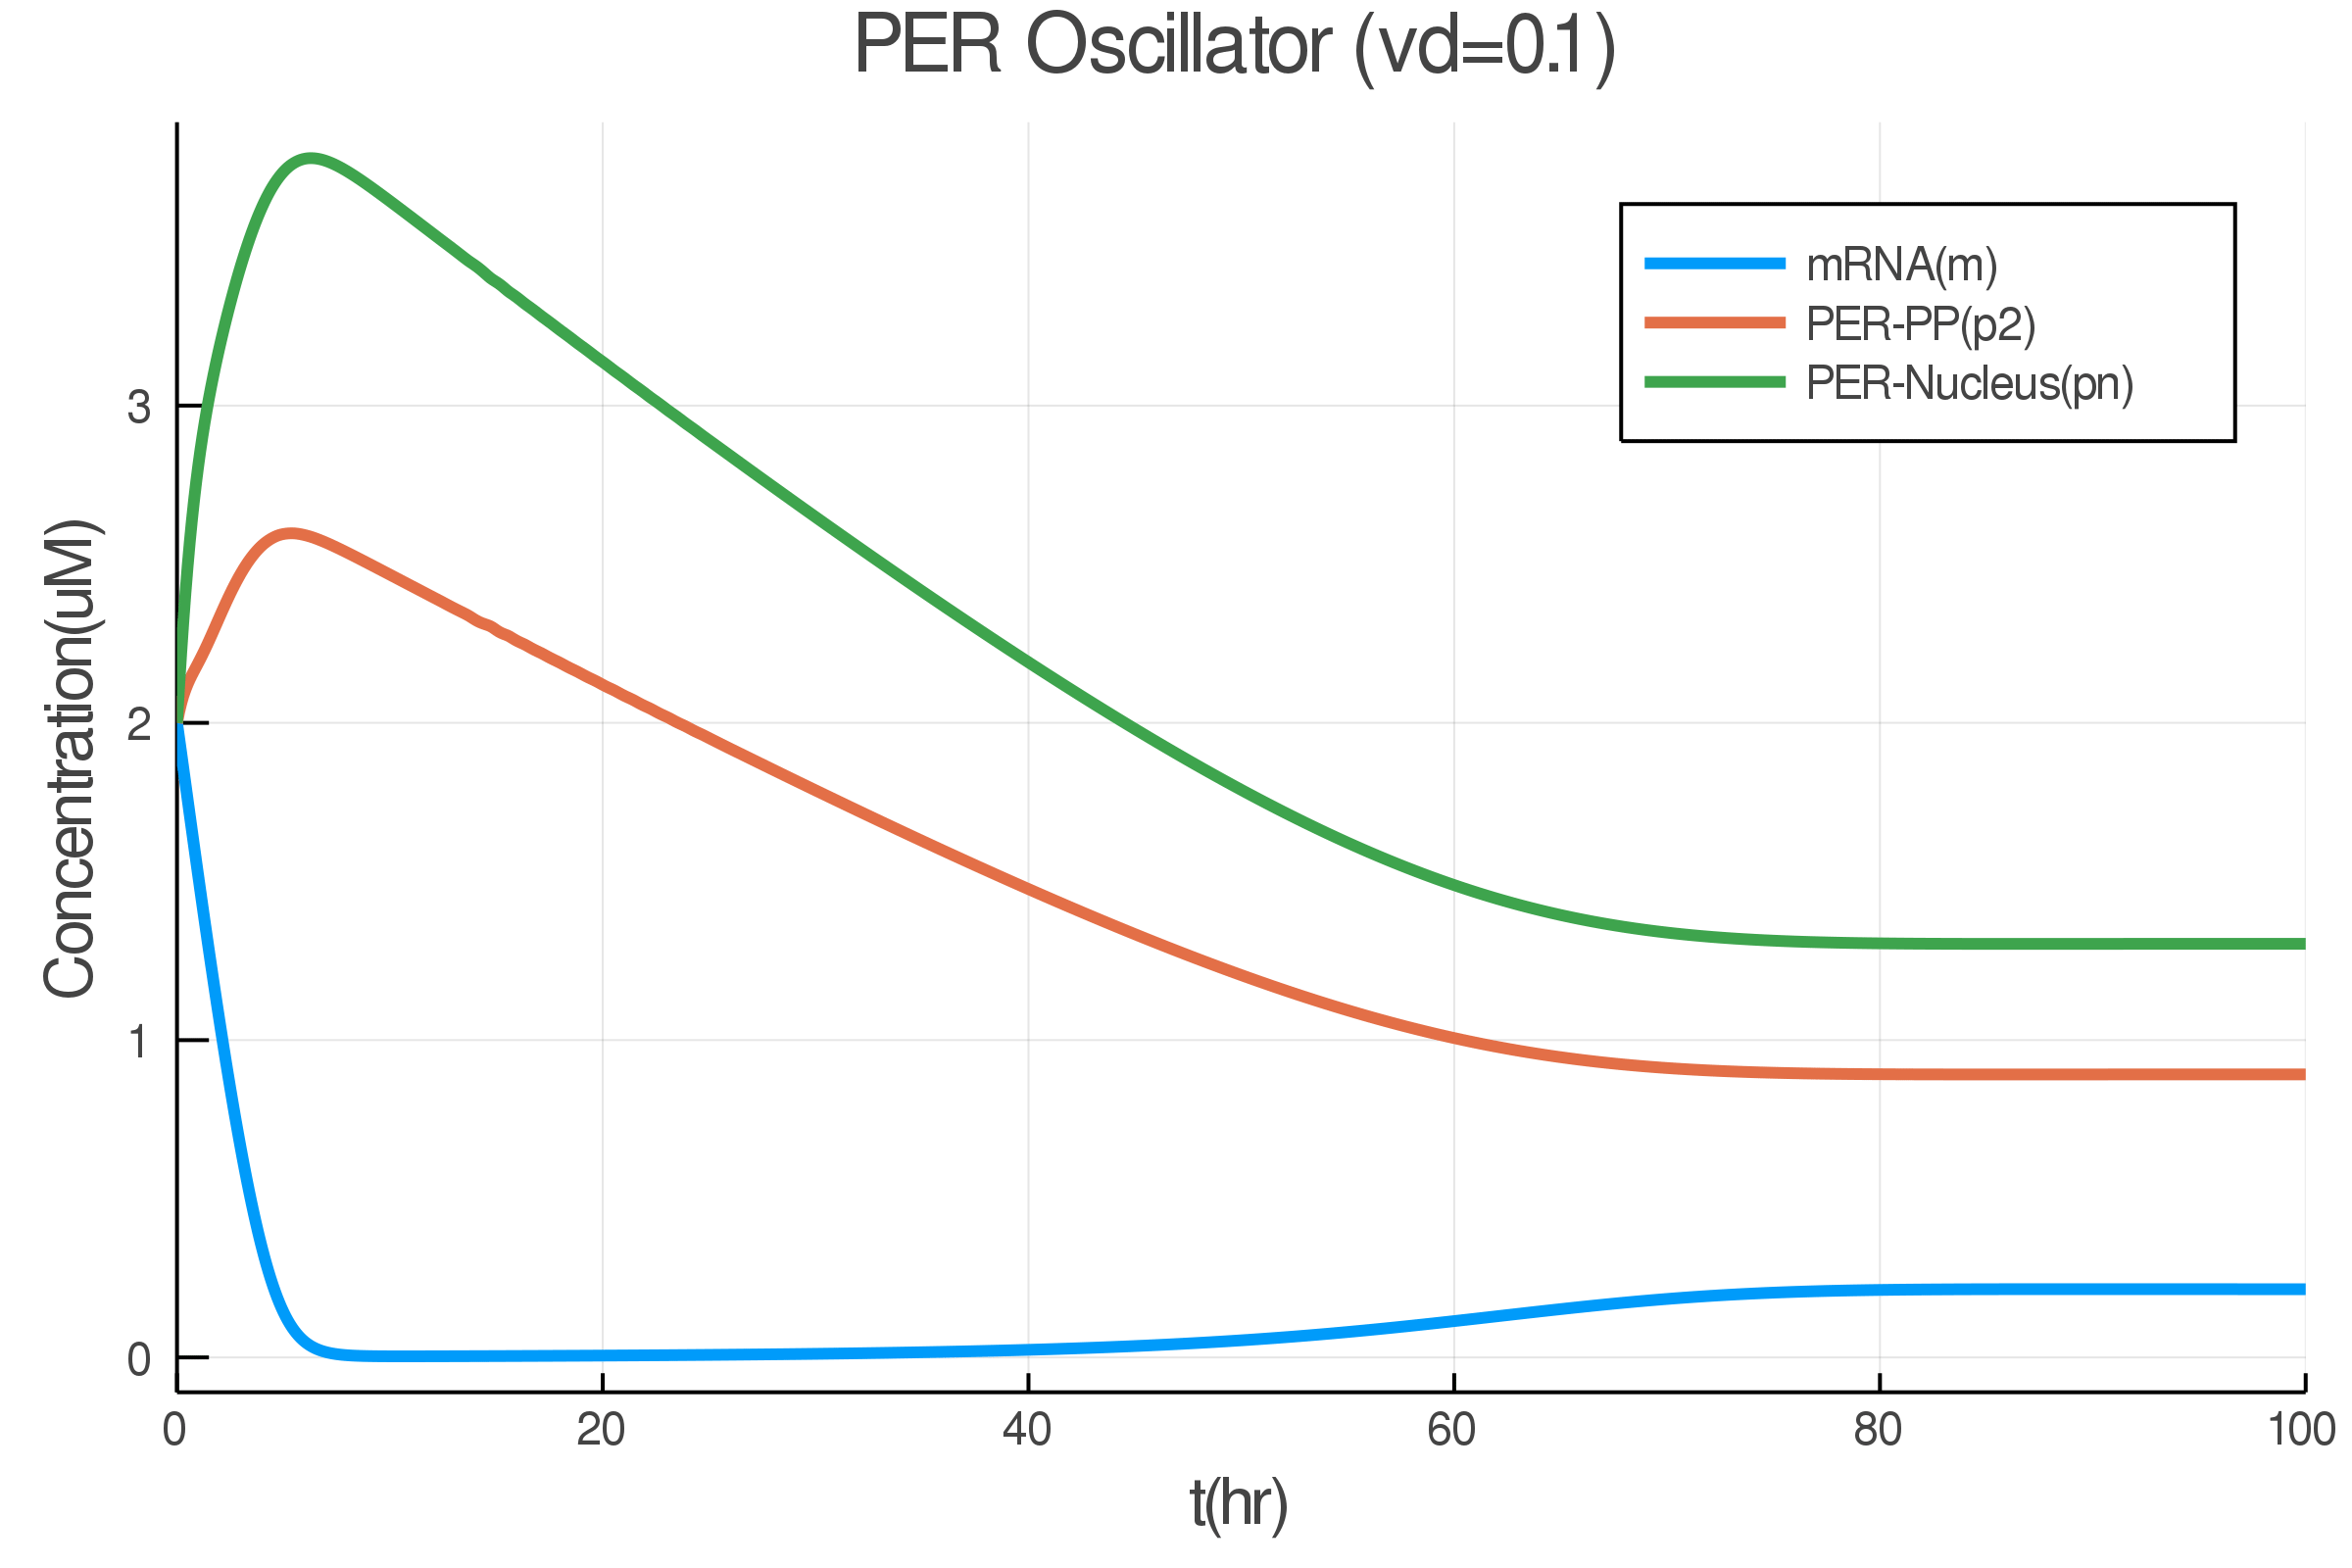 PER Oscillator (vd=0.1)
mRNA(m)
PER-PP(p2)
PER-Nucleus(pn)
Concentration(uM)
3
2
1
0
0 20 40 60 80 100
t(hr)